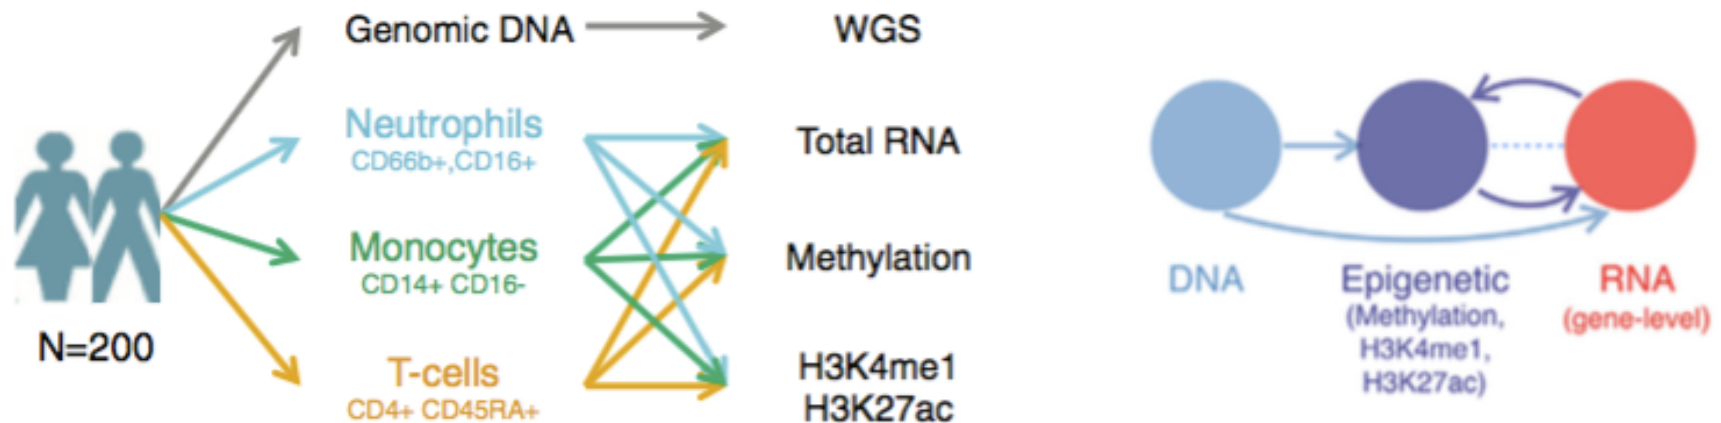 Genomic DNA
WGS
Neutrophils
CD66b+,CD16+
Total RNA
Monocytes
CD14+ CD16-
Methylation
N=200
T-cells
CD4+ CD45RA+
H3K4me1
H3K27ac
DNA
Epigenetic
(Methylation,
H3K4me1,
H3K27ac)
RNA
(gene-level)